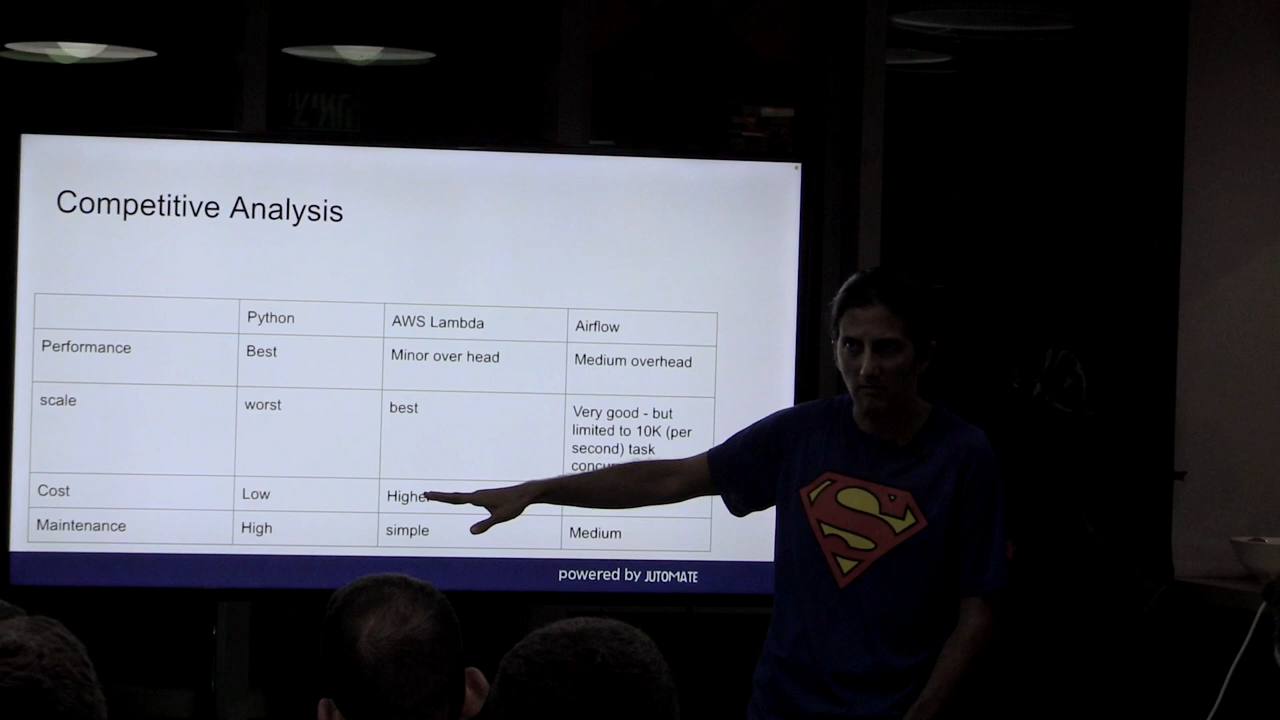 Competitive Analysis
Python AWS Lambda Airflow
Performance Best Minor over head Medium overhead
scale worst best Very good - but
limited to 10K (per
second) task
Cost Low
Maintenance High simple Medium
powered by JUTOMATE
S